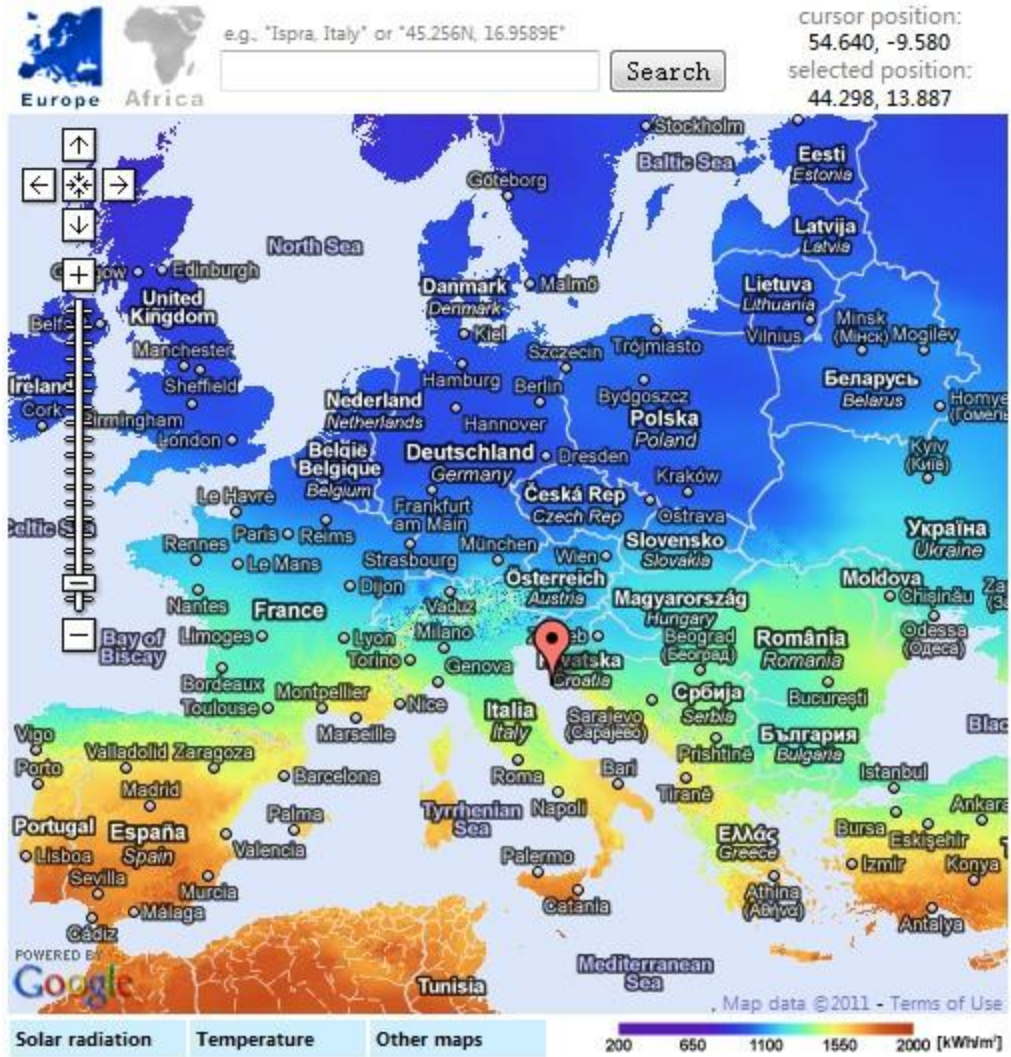 cursor position:
e.g., "Ispra, Italy" or "45.256N, 16.9589E"
54.640, -9.580
Search
selected position:
Europe Africa
44.298, 13.887
Stockholm
Baltic Sea
Eesti
Estonia
Göteborg
Latvija
Latvia
North Sea
Edinburgh
Danmark
Denmark
Malmö
Lietuva
Lithuania
United
Kingdom
Kiel
Vilnius
Minsk
(Мінск)
Mogilev
Manchester
Szczecin
Trójmiasto
Sheffield
Hamburg
Berlin
Bydgoszcz
Беларусь
Belarus
Ireland
Cork
Nederland
Netherlands
Hannover
Polska
Poland
London
België
Belgique
Belgium
Deutschland
Germany
Dresden
Kyiv
(Київ)
Kraków
Le Havre
Frankfurt
am Main
Česká Rep
Czech Rep
Ostrava
Paris
Reims
Rennes
Le Mans
Strasbourg
München
Wien
Slovensko
Slovakia
Україна
Ukraine
Dijon
Österreich
Austria
Moldova
Chişinău
Nantes
France
Vaduz
Magyarország
Hungary
Bay of
Biscay
Limoges
Lyon
Milano
Beograd
(Београд)
România
Romania
Odessa
(Одеса)
Torino
Genova
Croatia
Bordeaux
Montpellier
Toulouse
Nice
Србија
Serbia
Bucureşti
Marseille
Italia
Italy
Sarajevo
(Сарајево)
Vigo
Valladolid
Zaragoza
Prishtinë
България
Bulgaria
Porto
Barcelona
Roma
Bari
Tiranë
Istanbul
Madrid
Palma
Tyrrhenian
Sea
Napoli
Ankara
Portugal
España
Spain
Valencia
Ελλάς
Greece
Bursa
Eskişehir
Lisboa
Palermo
Izmir
Konya
Sevilla
Murcia
Catania
Athina
(Αθήνα)
Málaga
Antalya
Cádiz
POWERED BY
Google
Tunisia
Mediterranean
Sea
Map data ©2011 - Terms of Use
Solar radiation Temperature Other maps
200 650 1100 1550 2000 [kWh/m²]